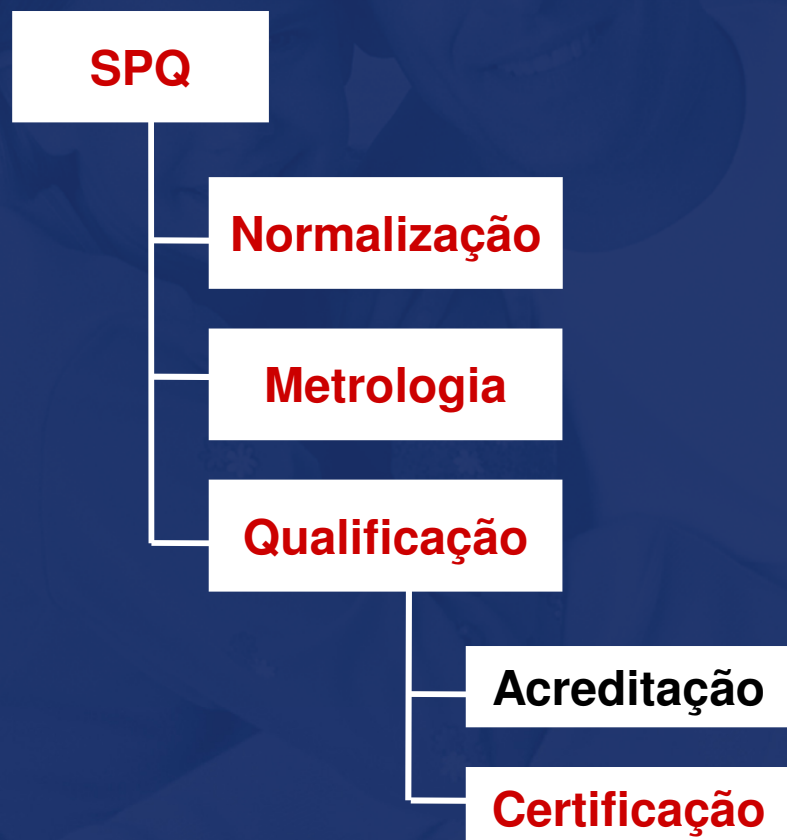 SPQ
Normalização
Metrologia
Qualificação
Acreditação
Certificação